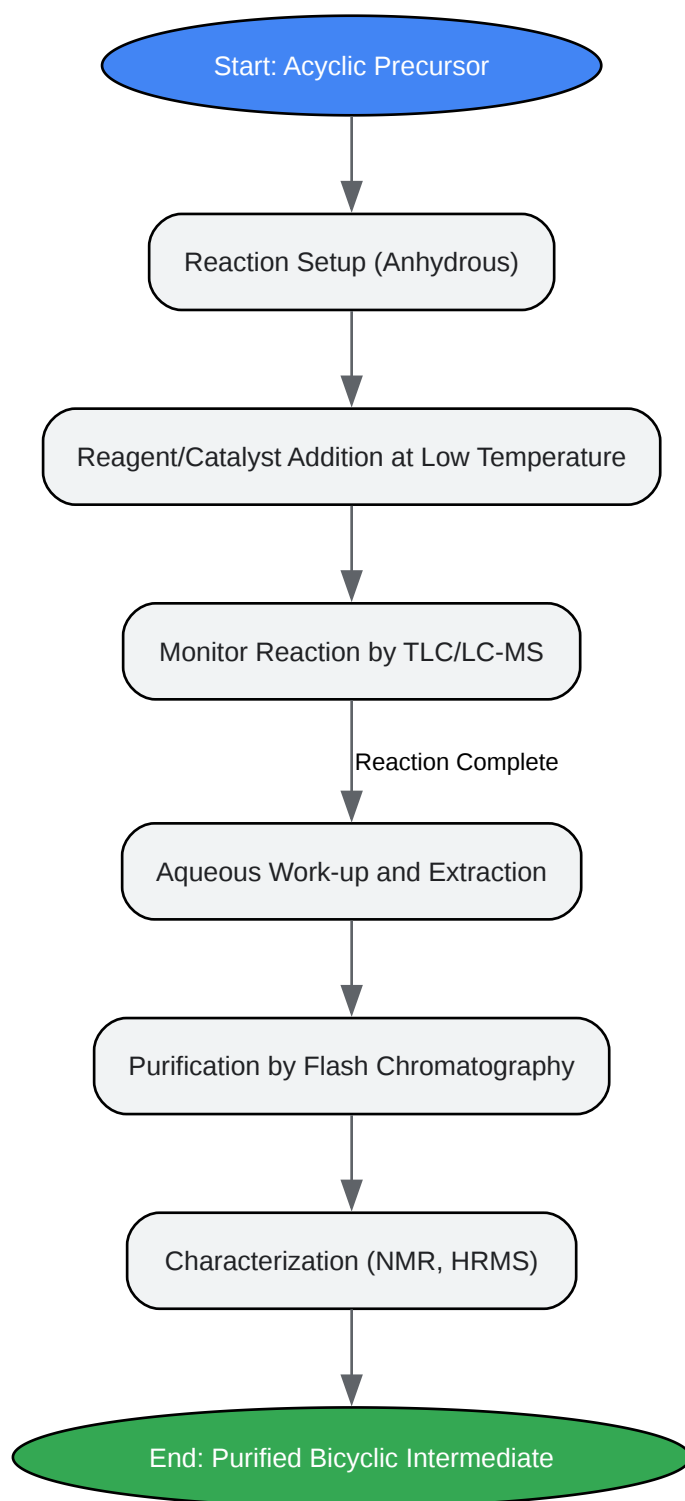 Start: Acyclic Precursor
Reaction Setup (Anhydrous)
Reagent/Catalyst Addition at Low Temperature
Monitor Reaction by TLC/LC-MS
Reaction Complete
Aqueous Work-up and Extraction
Purification by Flash Chromatography
Characterization (NMR, HRMS)
End: Purified Bicyclic Intermediate